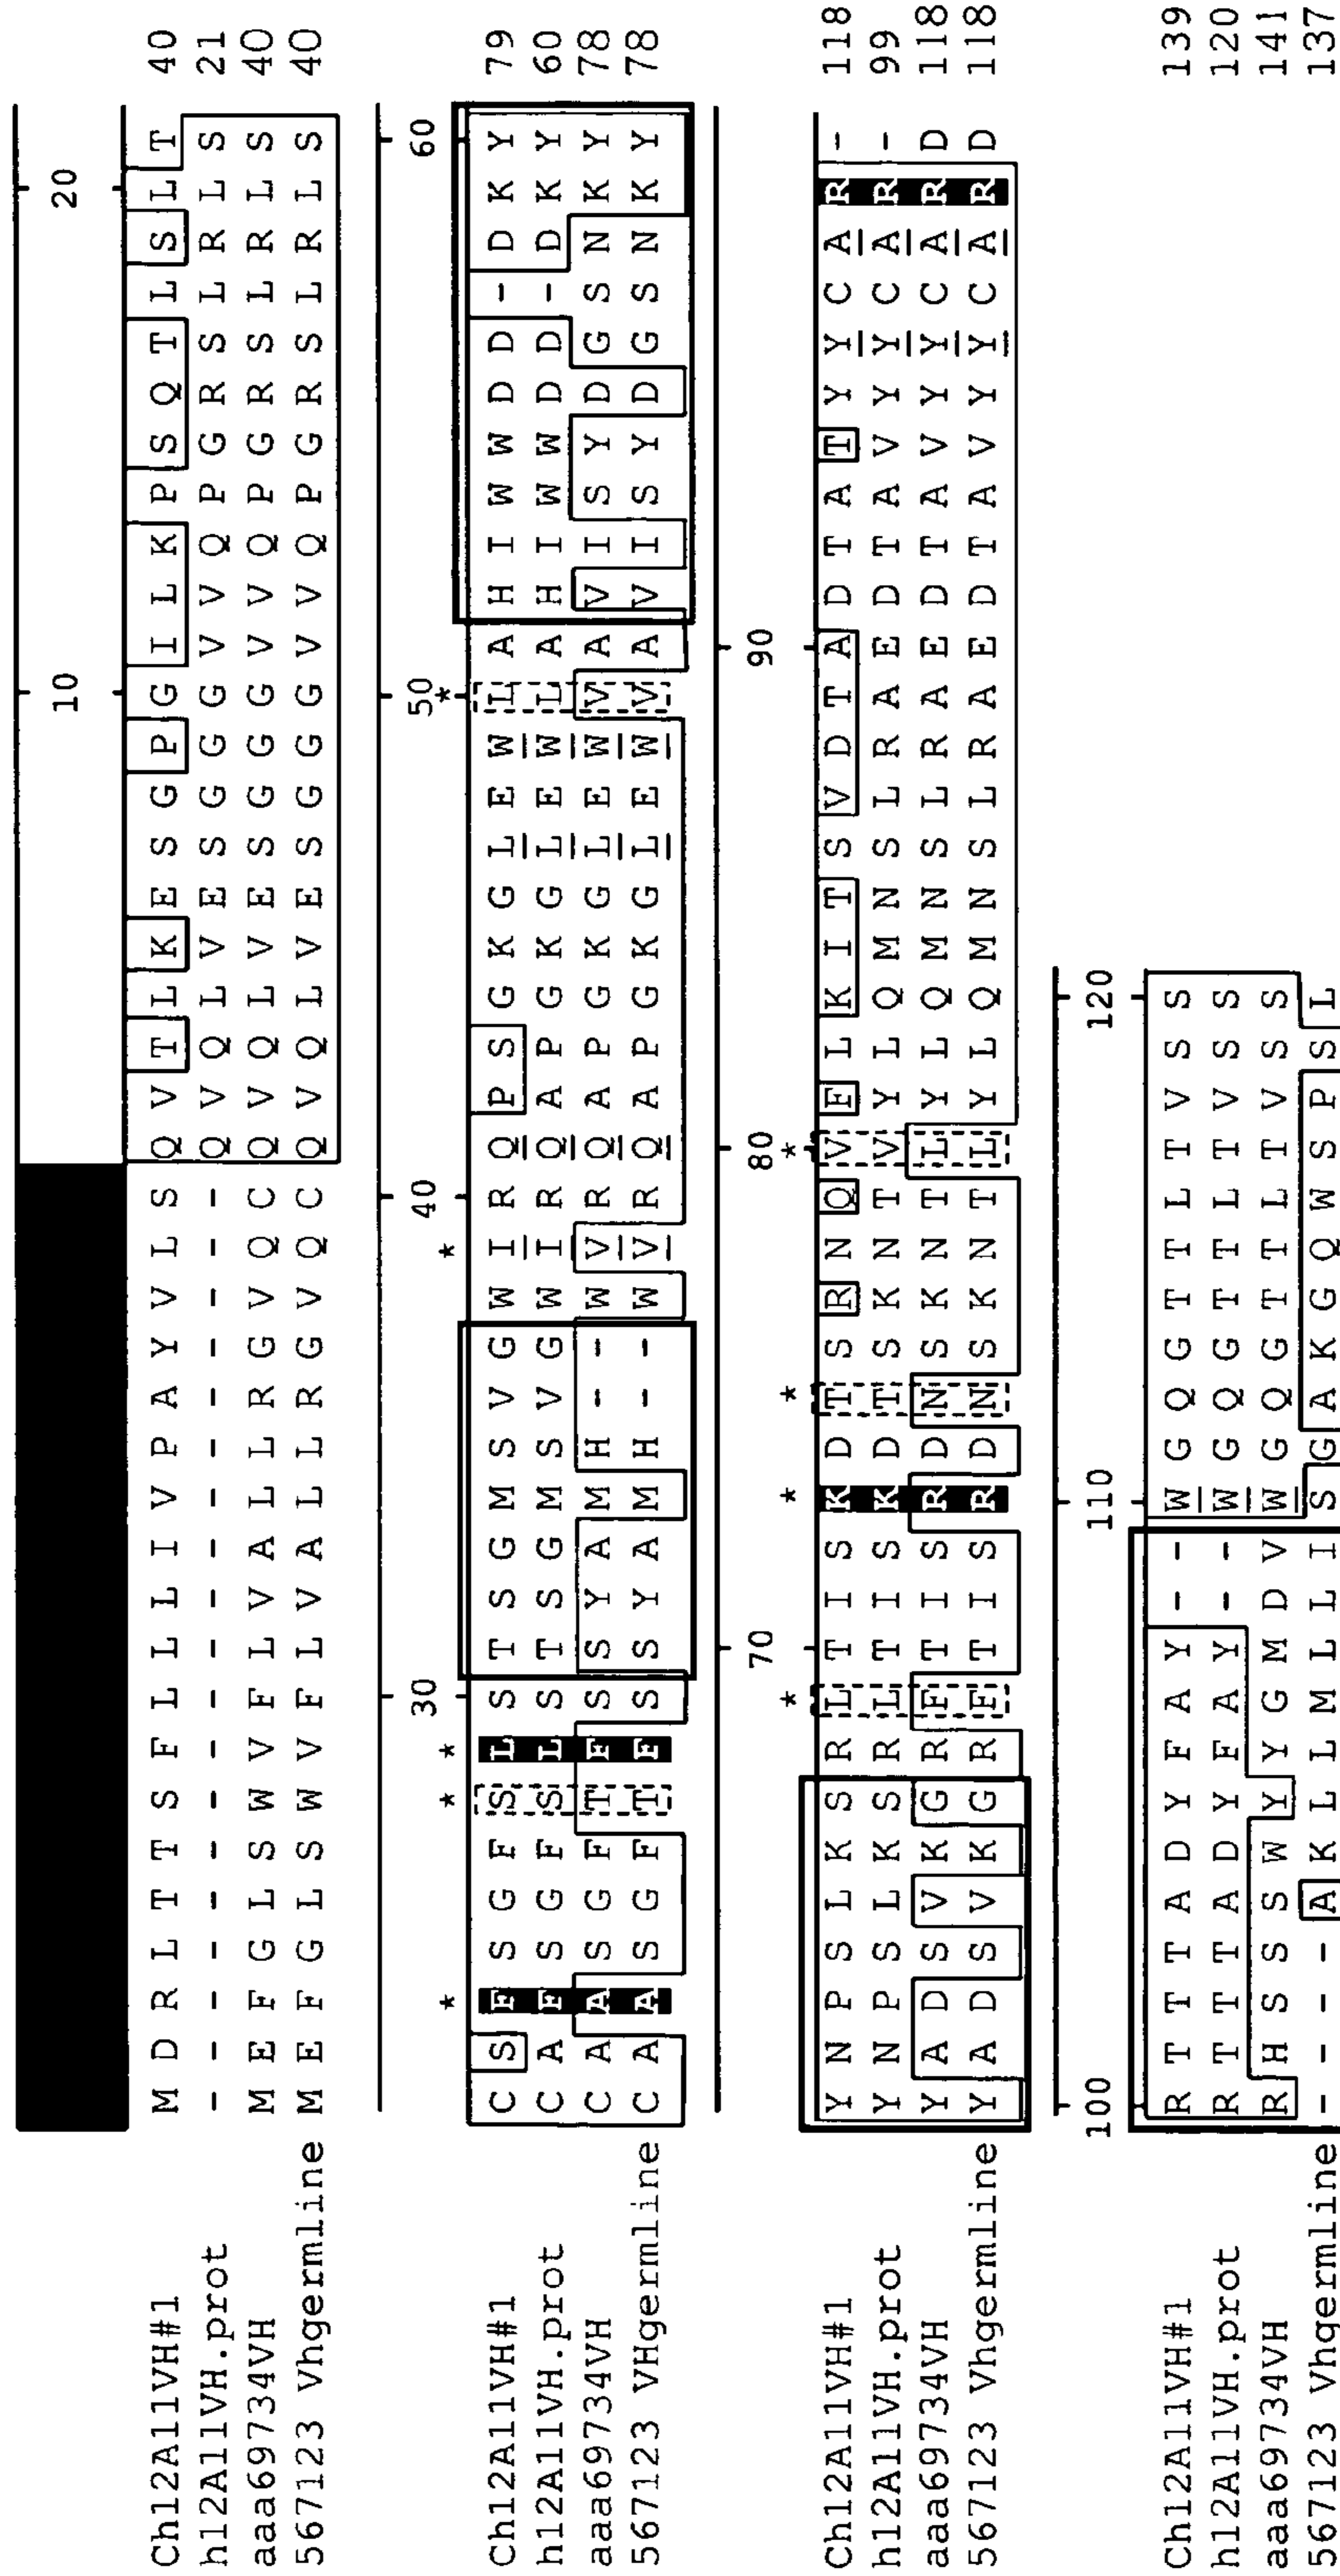 10 20
Ch12A11VH#1 M D R L T T S F L L L I V P A Y V L S Q V T L K E S G P G I L K P S Q T L S L T 40
h12A11VH.prot - - - - - - - - - - - - - - - - - - - Q V Q L V E S G G G V V Q P G R S L R L S 21
aaa69734VH M E F G L S W V F L V A L L R G V Q C Q V Q L V E S G G G V V Q P G R S L R L S 40
567123 Vhgermline M E F G L S W V F L V A L L R G V Q C Q V Q L V E S G G G V V Q P G R S L R L S 40
30 40 50 60
* * * * *
Ch12A11VH#1 C S F S G F S L S T S G M S V G W I R Q P S G K G L E W L A H I W W D D - D K Y 79
h12A11VH.prot C A F S G F S L S T S G M S V G W I R Q A P G K G L E W L A H I W W D D - D K Y 60
aaa69734VH C A A S G F T F S S Y A M H - - W V R Q A P G K G L E W V A V I S Y D G S N K Y 78
567123 VHgermline C A A S G F T F S S Y A M H - - W V R Q A P G K G L E W V A V I S Y D G S N K Y 78
70 80 90
* * * *
Ch12A11VH#1 Y N P S L K S R L T I S K D T S R N Q V F L K I T S V D T A D T A T Y Y C A R - 118
h12A11VH.prot Y N P S L K S R L T I S K D T S K N T V Y L Q M N S L R A E D T A V Y Y C A R - 99
aaa69734VH Y A D S V K G R F T I S R D N S K N T L Y L Q M N S L R A E D T A V Y Y C A R D 118
567123 Vhgermline Y A D S V K G R F T I S R D N S K N T L Y L Q M N S L R A E D T A V Y Y C A R D 118
100 110 120
Ch12A11VH#1 R T T T A D Y F A Y - - W G Q G T T L T V S S 139
h12A11VH.prot R T T T A D Y F A Y - - W G Q G T T L T V S S 120
aaa69734VH R H S S S W Y Y G M D V W G Q G T T L T V S S 141
567123 Vhgermline - - - - A K L L M L L I S G A K G Q W S P S L 137